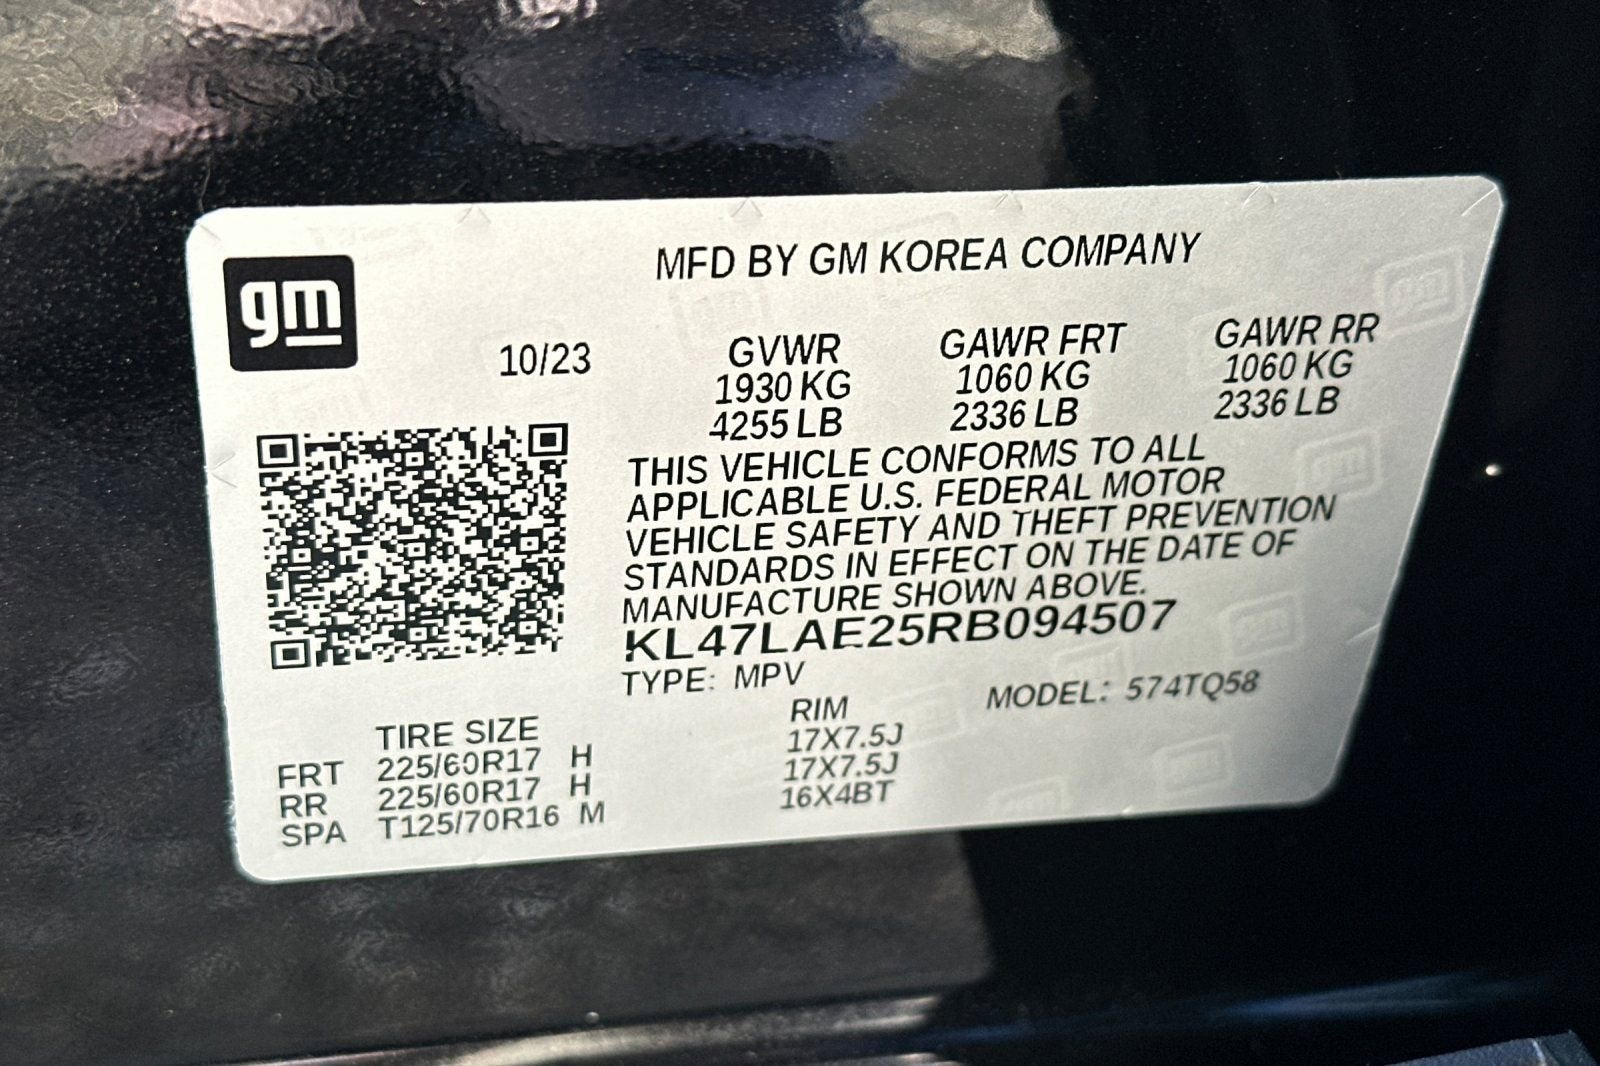 gm
MFD BY GM KOREA COMPANY
10/23
GVWR GAWR FRT GAWR RR
1930 KG 1060 KG 1060 KG
4255 LB 2336 LB 2336 LB
THIS VEHICLE CONFORMS TO ALL
APPLICABLE U.S. FEDERAL MOTOR
VEHICLE SAFETY AND THEFT PREVENTION
STANDARDS IN EFFECT ON THE DATE OF
MANUFACTURE SHOWN ABOVE.
KL47LAE25RB094507
TYPE: MPV MODEL: 574TQ58
TIRE SIZE RIM
FRT 225/60R17 H 17X7.5J
RR 225/60R17 H 17X7.5J
SPA T125/70R16 M 16X4BT